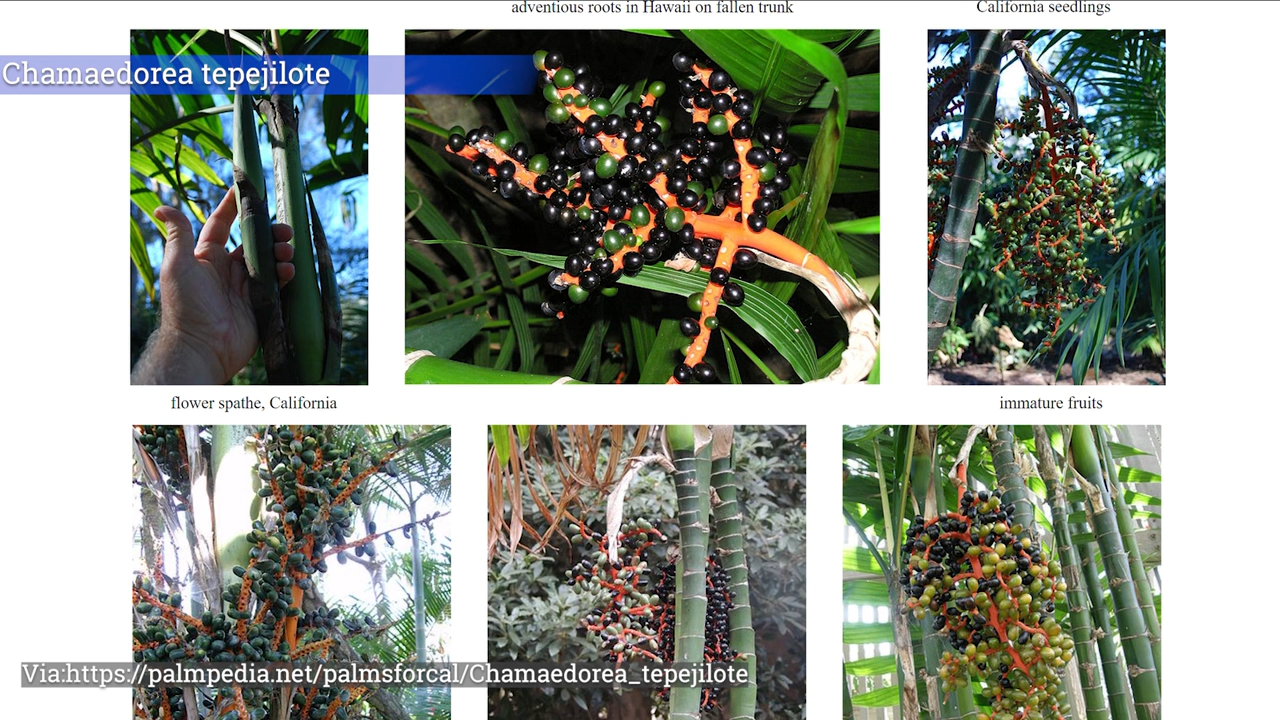 adventious roots in Hawaii on fallen trunk
California seedlings
Chamaedorea tepejilote
flower spathe, California
immature fruits
Via:https://palmpedia.net/palmsforcal/Chamaedorea_tepejilote